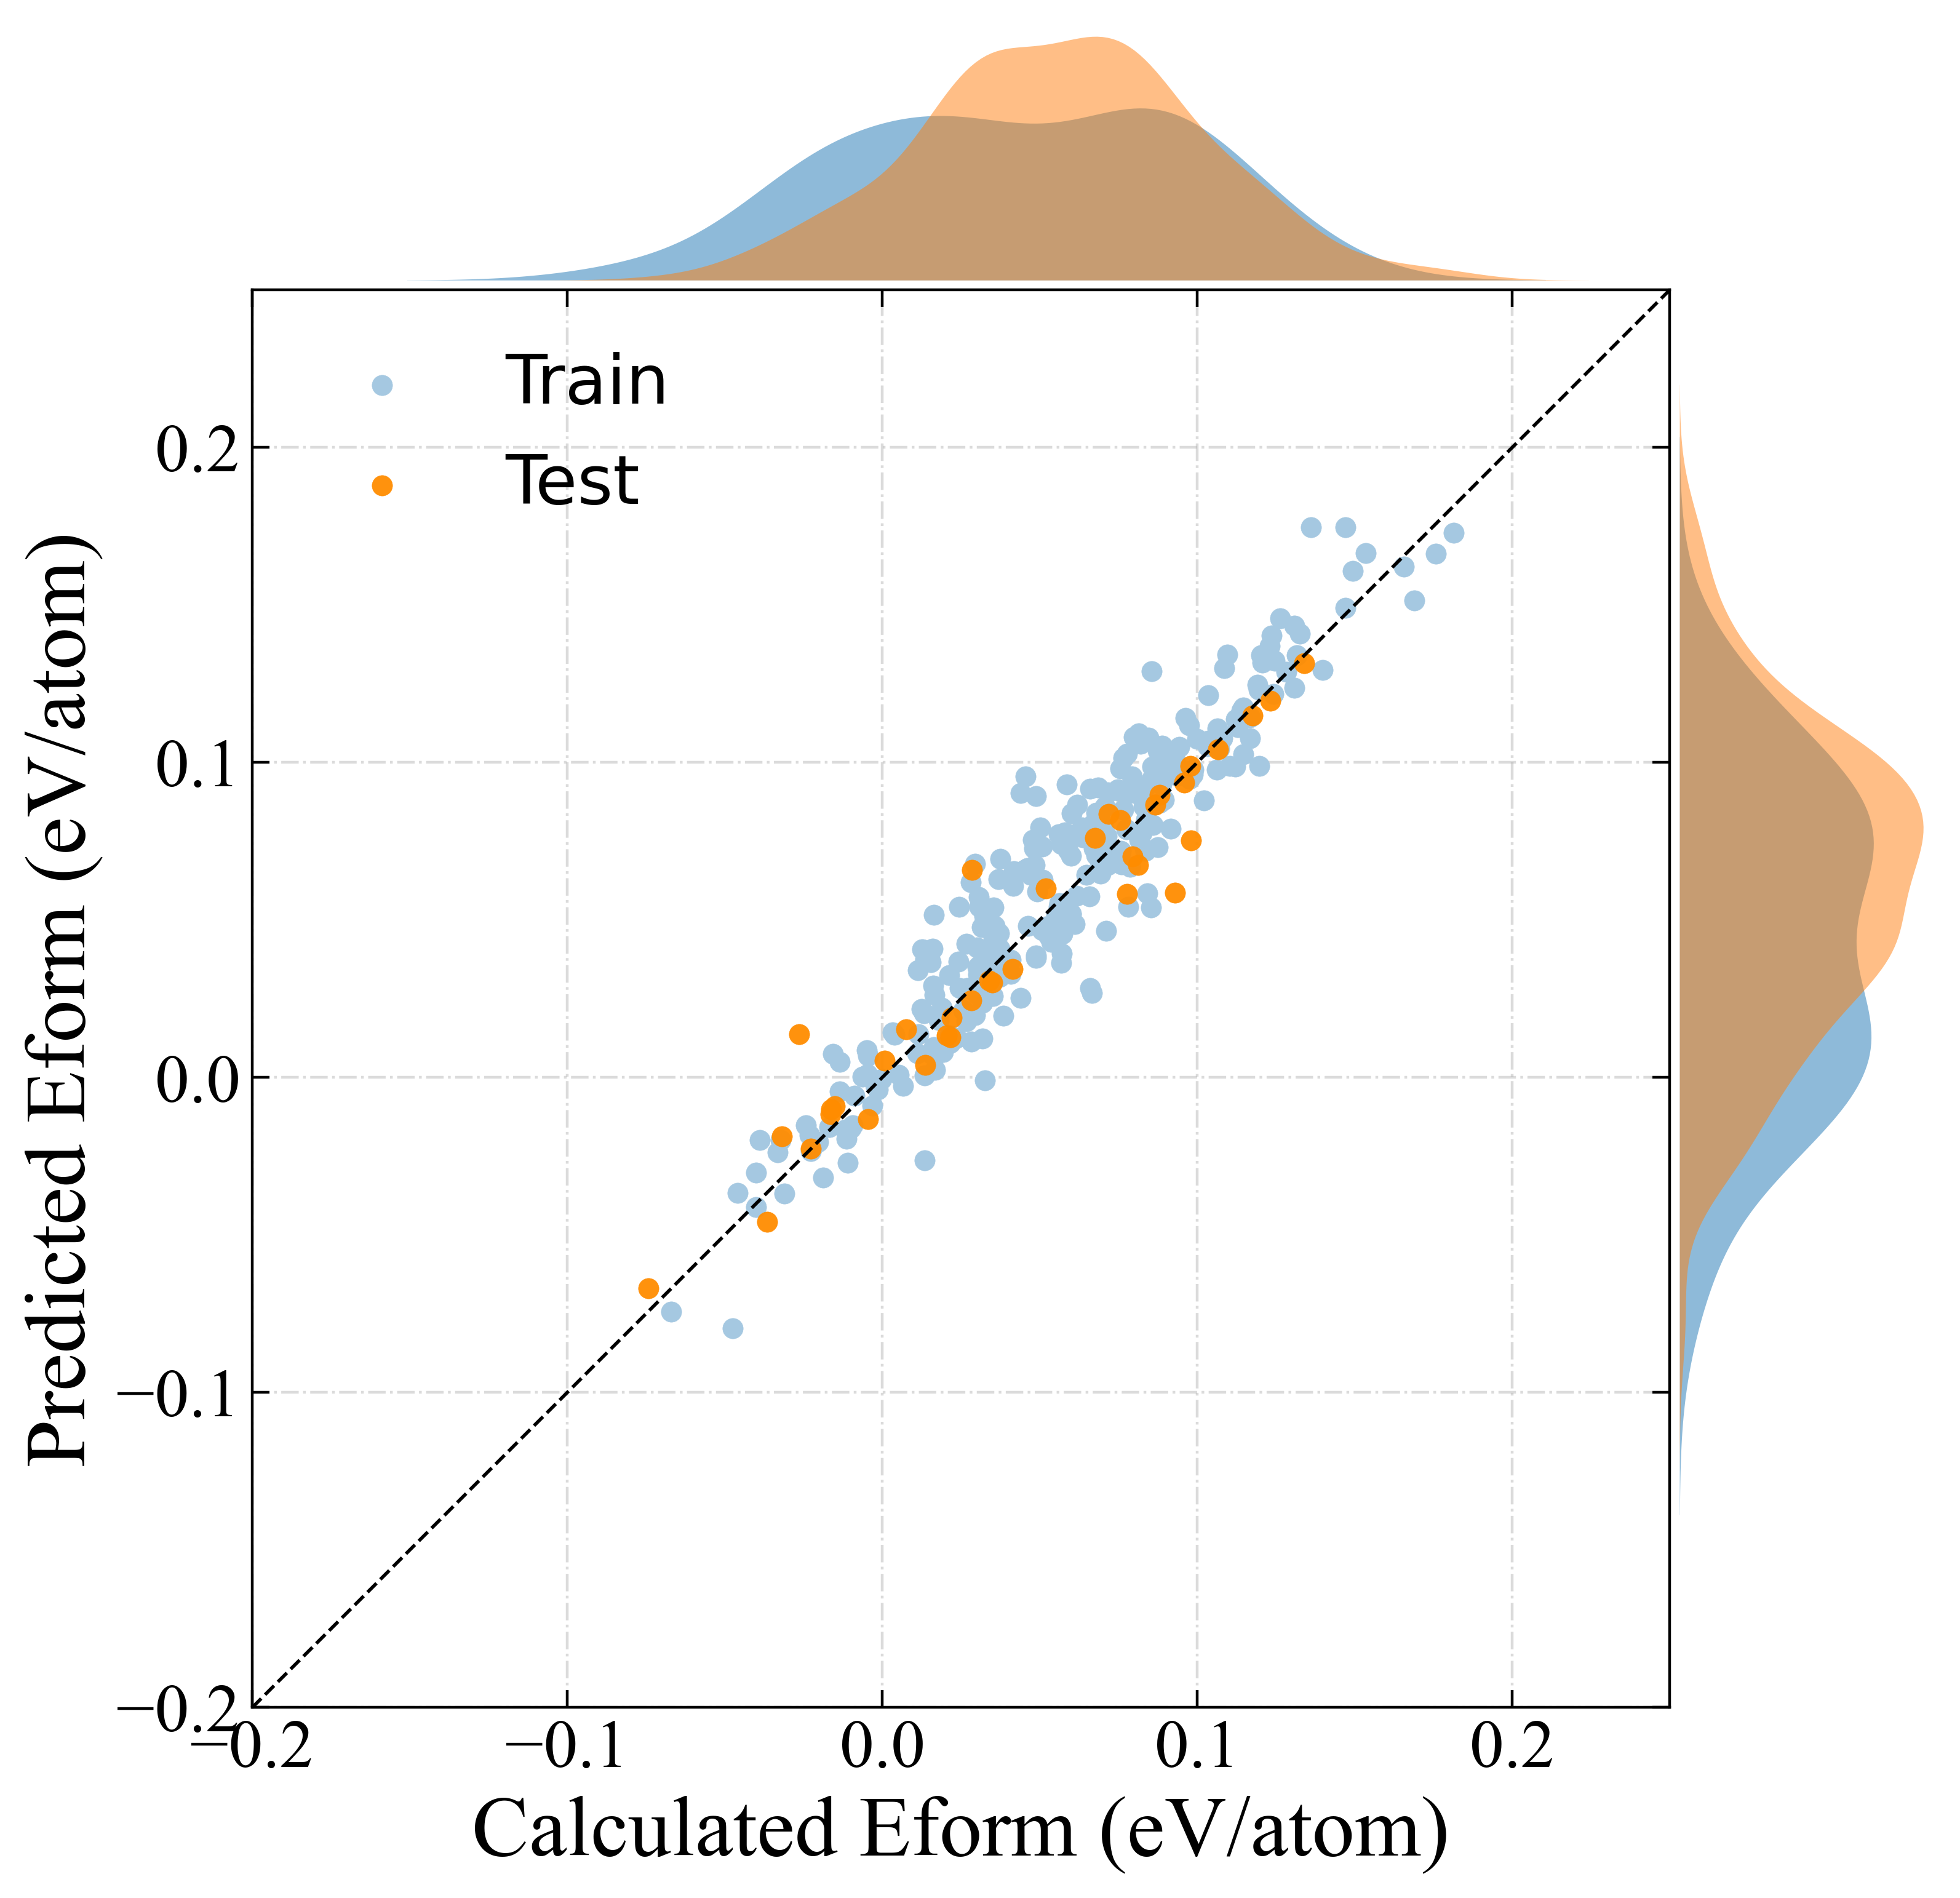 Train
Test
Predicted Eform (eV/atom)
0.2
0.1
0.0
−0.1
−0.2
−0.2 −0.1 0.0 0.1 0.2
Calculated Eform (eV/atom)